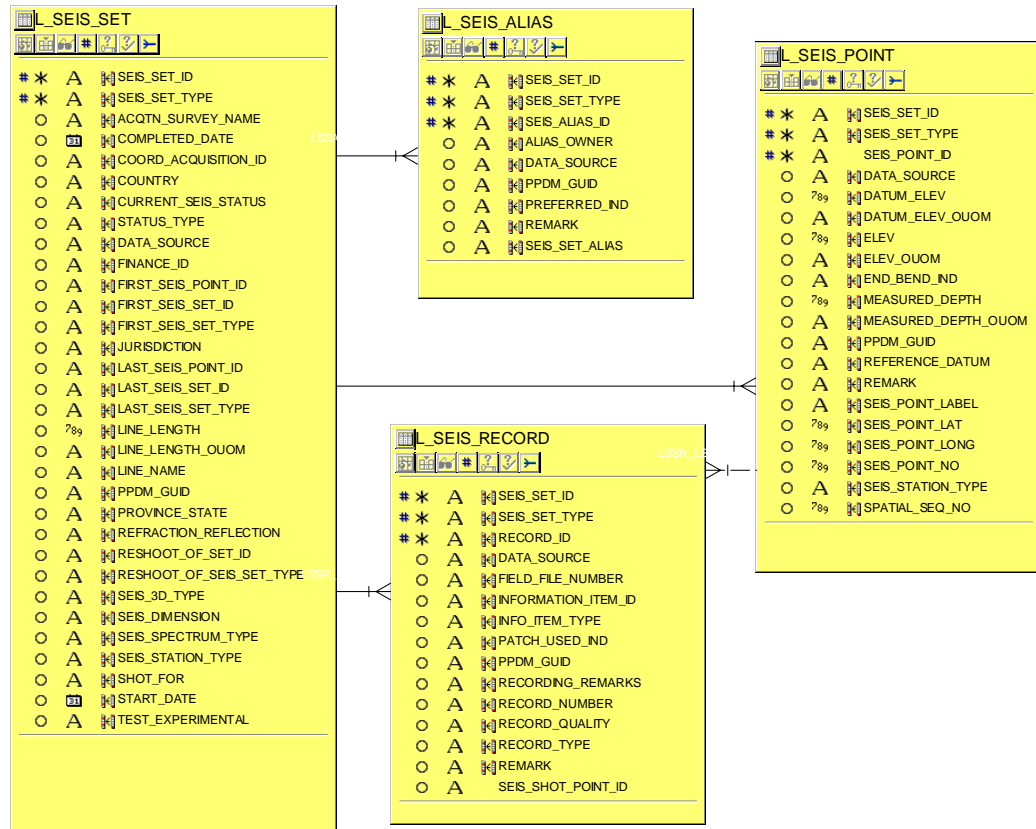 L_SEIS_SET
SEIS_SET_ID
SEIS_SET_TYPE
ACQTN_SURVEY_NAME
COMPLETED_DATE
COORD_ACQUISITION_ID
COUNTRY
CURRENT_SEIS_STATUS
STATUS_TYPE
DATA_SOURCE
FINANCE_ID
FIRST_SEIS_POINT_ID
FIRST_SEIS_SET_ID
FIRST_SEIS_SET_TYPE
JURISDICTION
LAST_SEIS_POINT_ID
LAST_SEIS_SET_ID
LAST_SEIS_SET_TYPE
LINE_LENGTH
LINE_LENGTH_OUOM
LINE_NAME
PPDM_GUID
PROVINCE_STATE
REFRACTION_REFLECTION
RESHOOT_OF_SET_ID
RESHOOT_OF_SEIS_SET_TYPE
SEIS_3D_TYPE
SEIS_DIMENSION
SEIS_SPECTRUM_TYPE
SEIS_STATION_TYPE
SHOT_FOR
START_DATE
TEST_EXPERIMENTAL
L_SEIS_ALIAS
SEIS_SET_ID
SEIS_SET_TYPE
SEIS_ALIAS_ID
ALIAS_OWNER
DATA_SOURCE
PPDM_GUID
PREFERRED_IND
REMARK
SEIS_SET_ALIAS
L_SEIS_RECORD
SEIS_SET_ID
SEIS_SET_TYPE
RECORD_ID
DATA_SOURCE
FIELD_FILE_NUMBER
INFORMATION_ITEM_ID
INFO_ITEM_TYPE
PATCH_USED_IND
PPDM_GUID
RECORDING_REMARKS
RECORD_NUMBER
RECORD_QUALITY
RECORD_TYPE
REMARK
SEIS_SHOT_POINT_ID
L_SEIS_POINT
SEIS_SET_ID
SEIS_SET_TYPE
SEIS_POINT_ID
DATA_SOURCE
DATUM_ELEV
DATUM_ELEV_OUOM
ELEV
ELEV_OUOM
END_BEND_IND
MEASURED_DEPTH
MEASURED_DEPTH_OUOM
PPDM_GUID
REFERENCE_DATUM
REMARK
SEIS_POINT_LABEL
SEIS_POINT_LAT
SEIS_POINT_LONG
SEIS_POINT_NO
SEIS_STATION_TYPE
SPATIAL_SEQ_NO